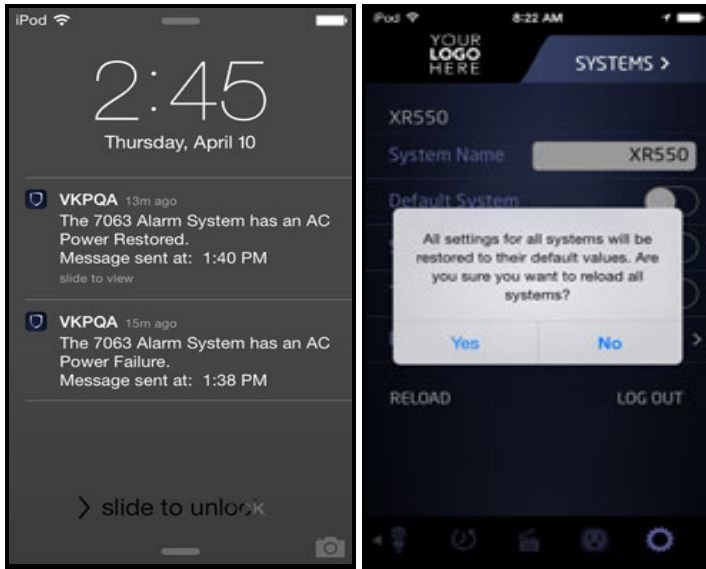 iPod
2:45
Thursday, April 10
VKPQA 13m ago
The 7063 Alarm System has an AC
Power Restored.
Message sent at: 1:40 PM
slide to view
VKPQA 15m ago
The 7063 Alarm System has an AC
Power Failure.
Message sent at: 1:38 PM
slide to unlock
iPod 8:22 AM
YOUR
LOGO
HERE
SYSTEMS >
XR550
System Name XR550
Default System
All settings for all systems will be
restored to their default values. Are
you sure you want to reload all
systems?
Yes No
RELOAD LOG OUT